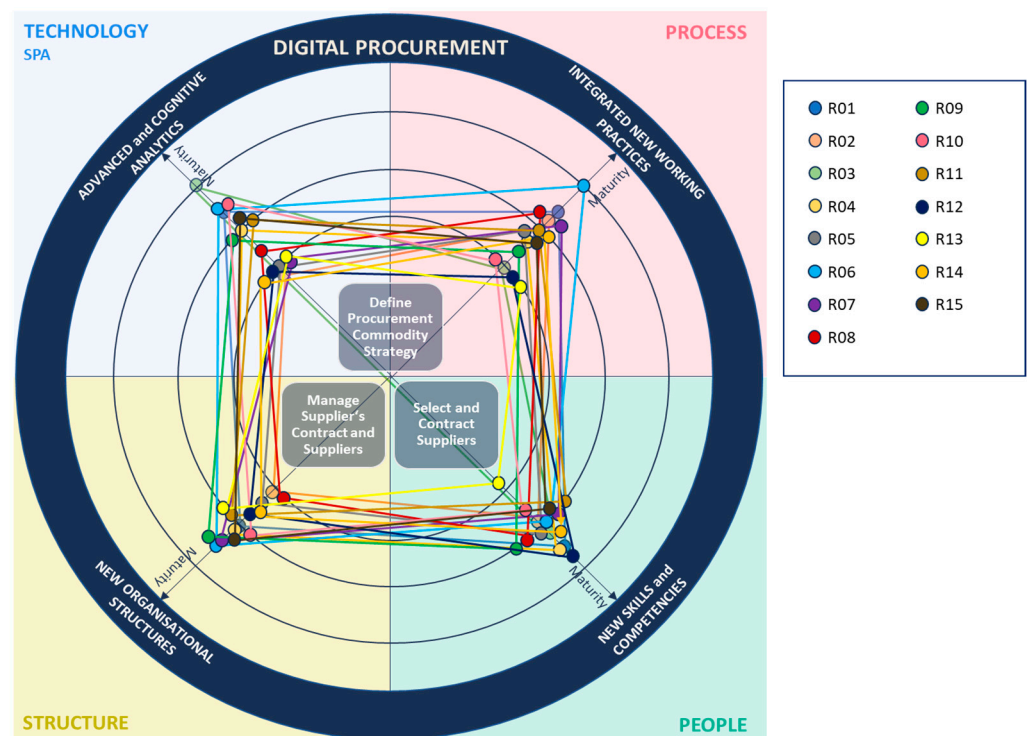 TECHNOLOGY
SPA
DIGITAL PROCUREMENT
PROCESS
ADVANCED and COGNITIVE
ANALYTICS
Maturity
INTEGRATED NEW WORKING
PRACTICES
Maturity
Define
Procurement
Commodity
Strategy
Manage
Supplier's
Contract and
Suppliers
Select and
Contract
Suppliers
Maturity
NEW ORGANISATIONAL
STRUCTURES
Maturity
NEW SKILLS and
COMPETENCIES
STRUCTURE
PEOPLE
R01
R02
R03
R04
R05
R06
R07
R08
R09
R10
R11
R12
R13
R14
R15